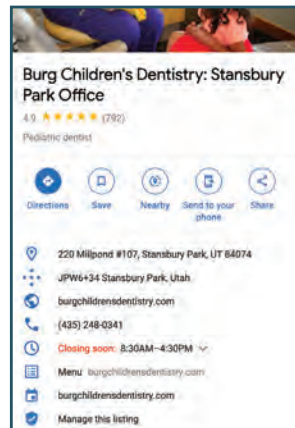 Burg Children's Dentistry: Stansbury
Park Office
4.9 ★★★★★ (792)
Pediatric dentist
Directions Save Nearby Send to your phone Share
220 Millpond #107, Stansbury Park, UT 84074
JPW6+34 Stansbury Park, Utah
burgchildrensdentistry.com
(435) 248-0341
Closing soon: 8:30AM–4:30PM
Menu burgchildrensdentistry.com
burgchildrensdentistry.com
Manage this listing